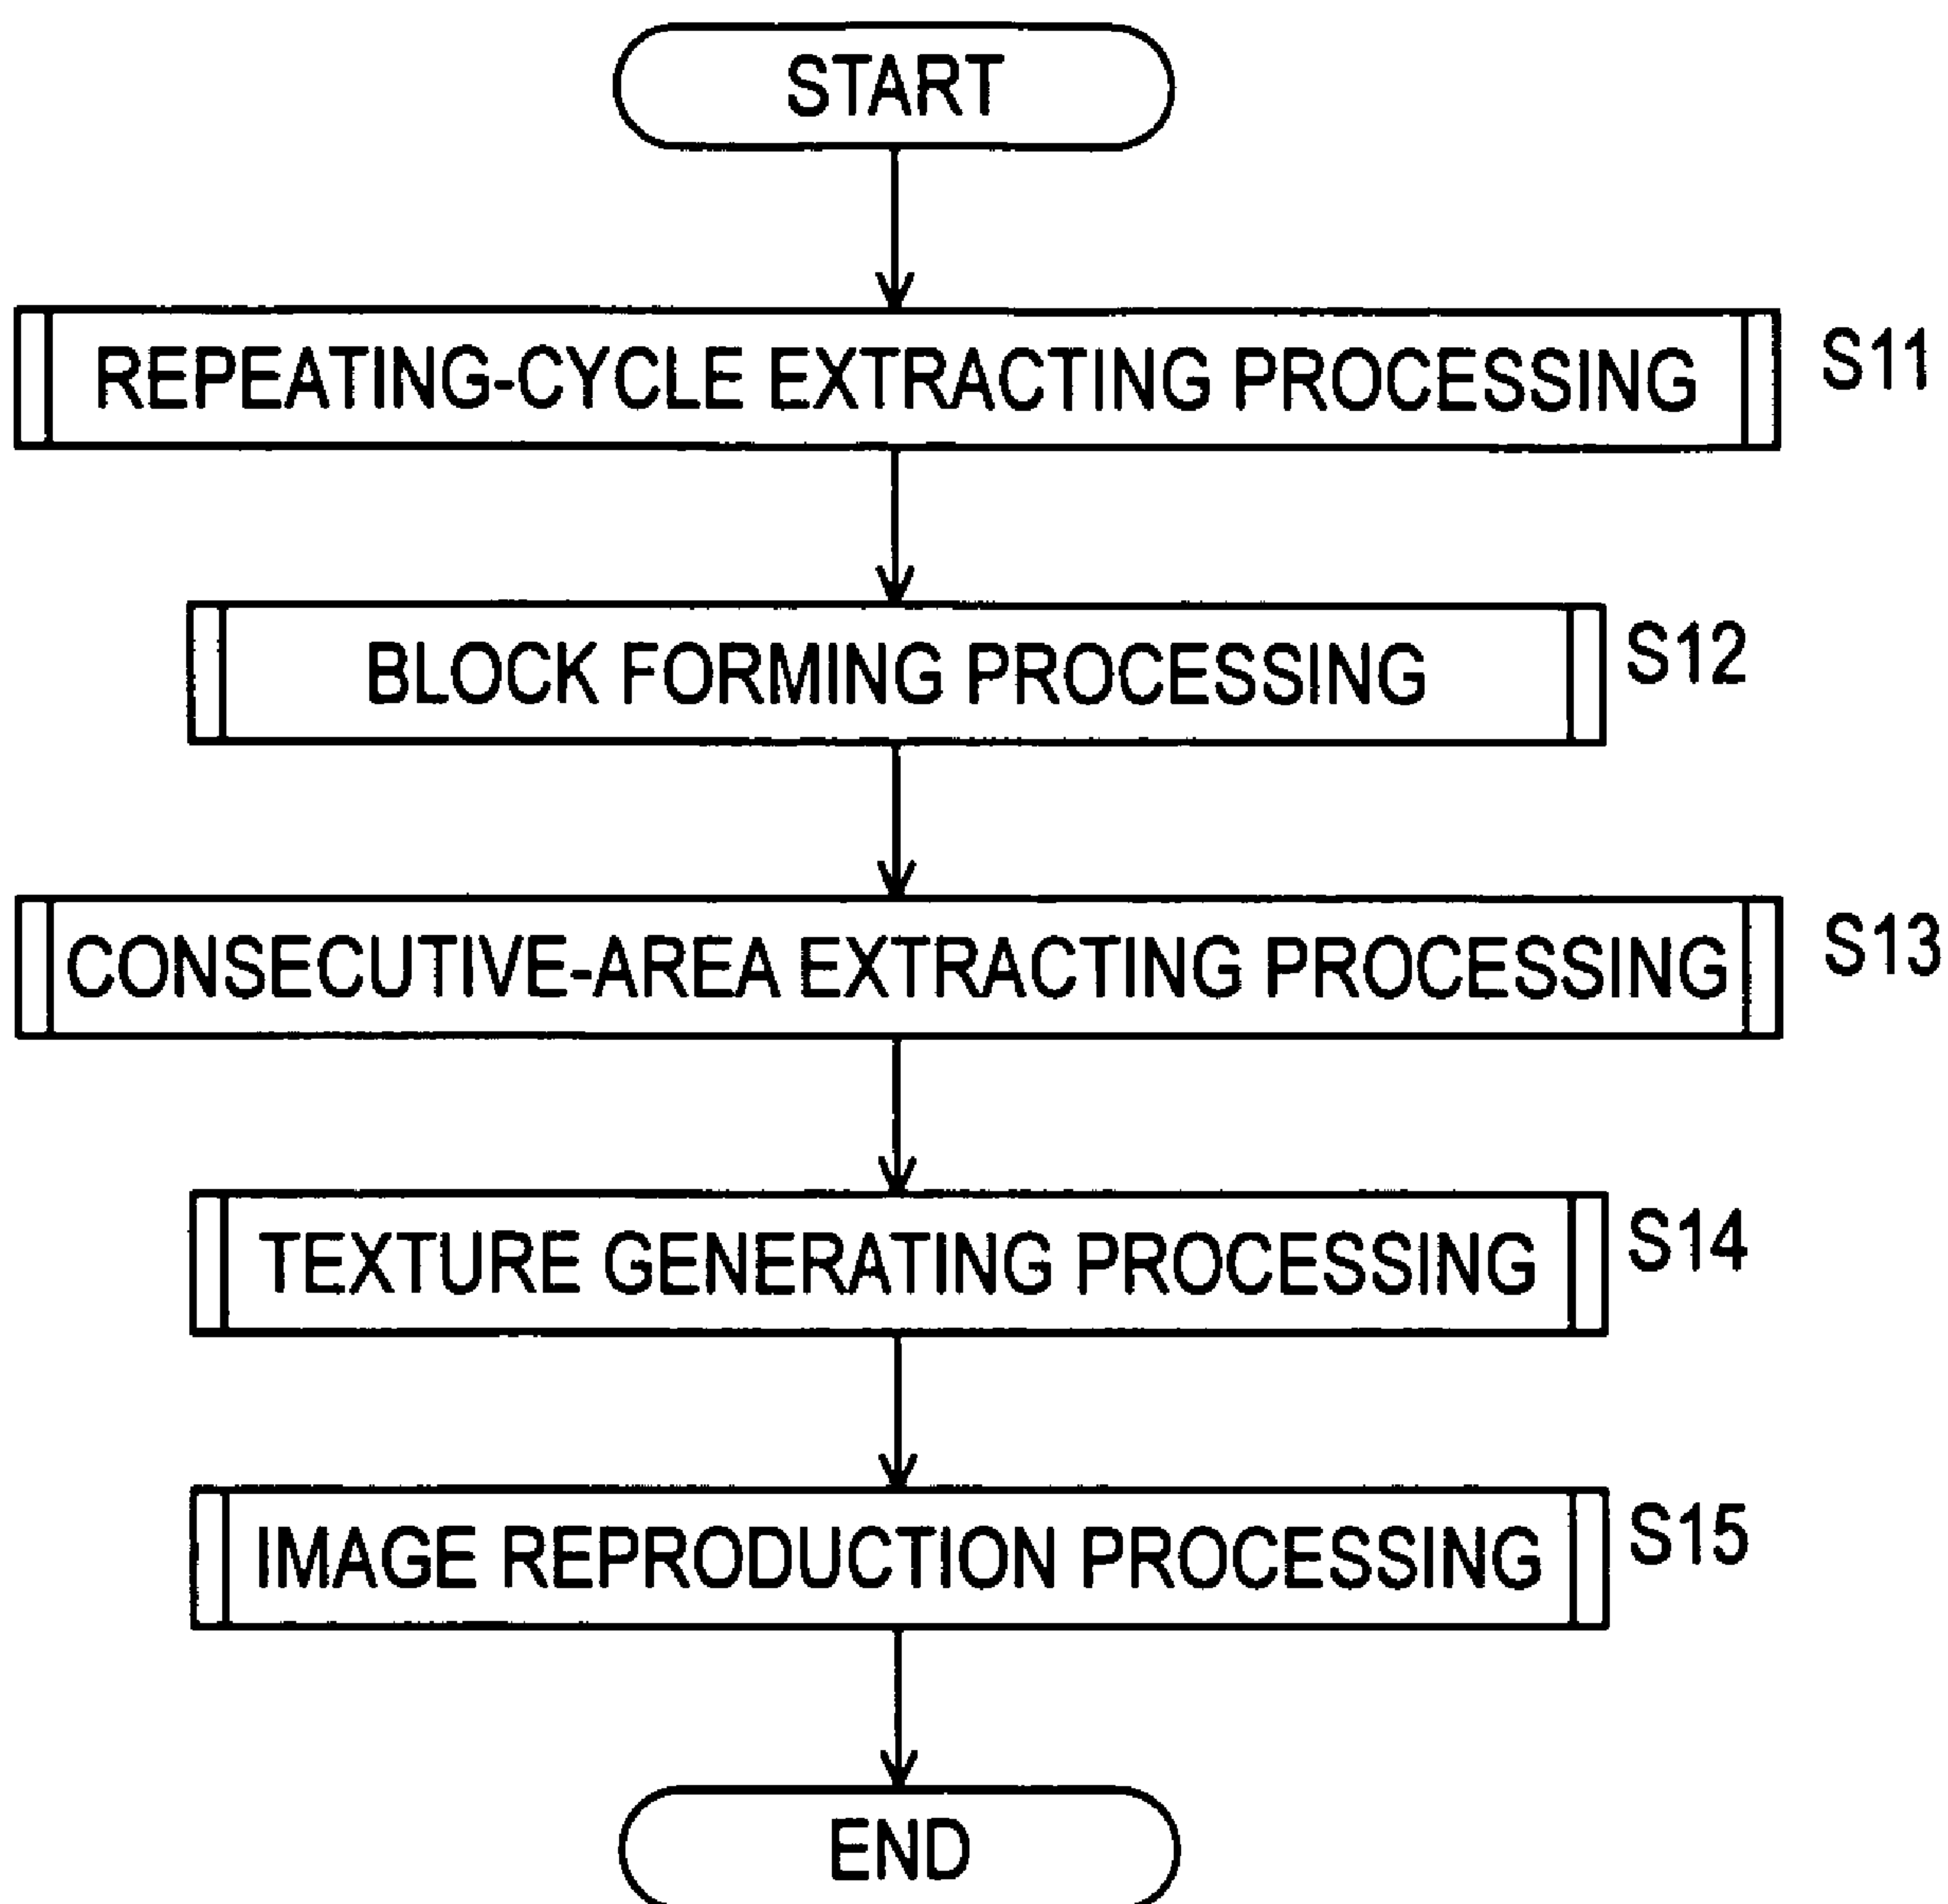 START
REPEATING-CYCLE EXTRACTING PROCESSING S11
BLOCK FORMING PROCESSING S12
CONSECUTIVE-AREA EXTRACTING PROCESSING S13
TEXTURE GENERATING PROCESSING S14
IMAGE REPRODUCTION PROCESSING S15
END